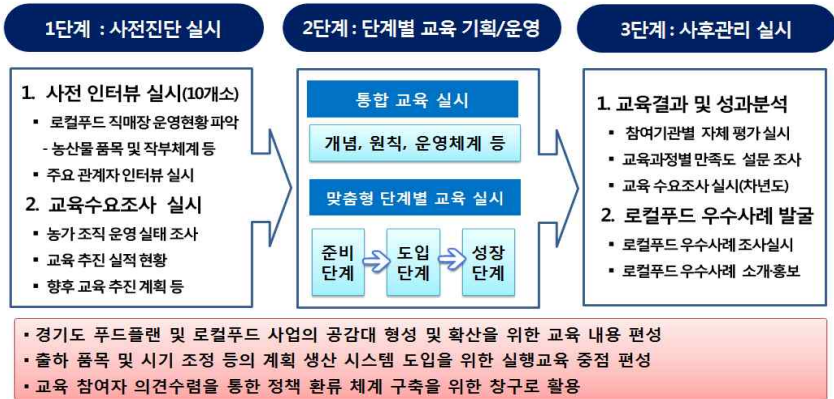 1단계 : 사전진단 실시
1. 사전 인터뷰 실시(10개소)
▪ 로컬푸드 직매장 운영현황 파악
- 농산물 품목 및 작부체계 등
▪ 주요 관계자 인터뷰 실시
2. 교육수요조사 실시
▪ 농가 조직 운영 실태 조사
▪ 교육 추진 실적 현황
▪ 향후 교육 추진 계획 등
2단계 : 단계별 교육 기획/운영
통합 교육 실시
개념, 원칙, 운영체계 등
맞춤형 단계별 교육 실시
준비
단계
도입
단계
성장
단계
3단계 : 사후관리 실시
1. 교육결과 및 성과분석
▪ 참여기관별 자체 평가 실시
▪ 교육과정별 만족도 설문 조사
▪ 교육 수요조사 실시(차년도)
2. 로컬푸드 우수사례 발굴
▪ 로컬푸드 우수사례 조사실시
▪ 로컬푸드 우수사례 소개·홍보
▪ 경기도 푸드플랜 및 로컬푸드 사업의 공감대 형성 및 확산을 위한 교육 내용 편성
▪ 출하 품목 및 시기 조정 등의 계획 생산 시스템 도입을 위한 실행교육 중점 편성
▪ 교육 참여자 의견수렴을 통한 정책 환류 체계 구축을 위한 창구로 활용